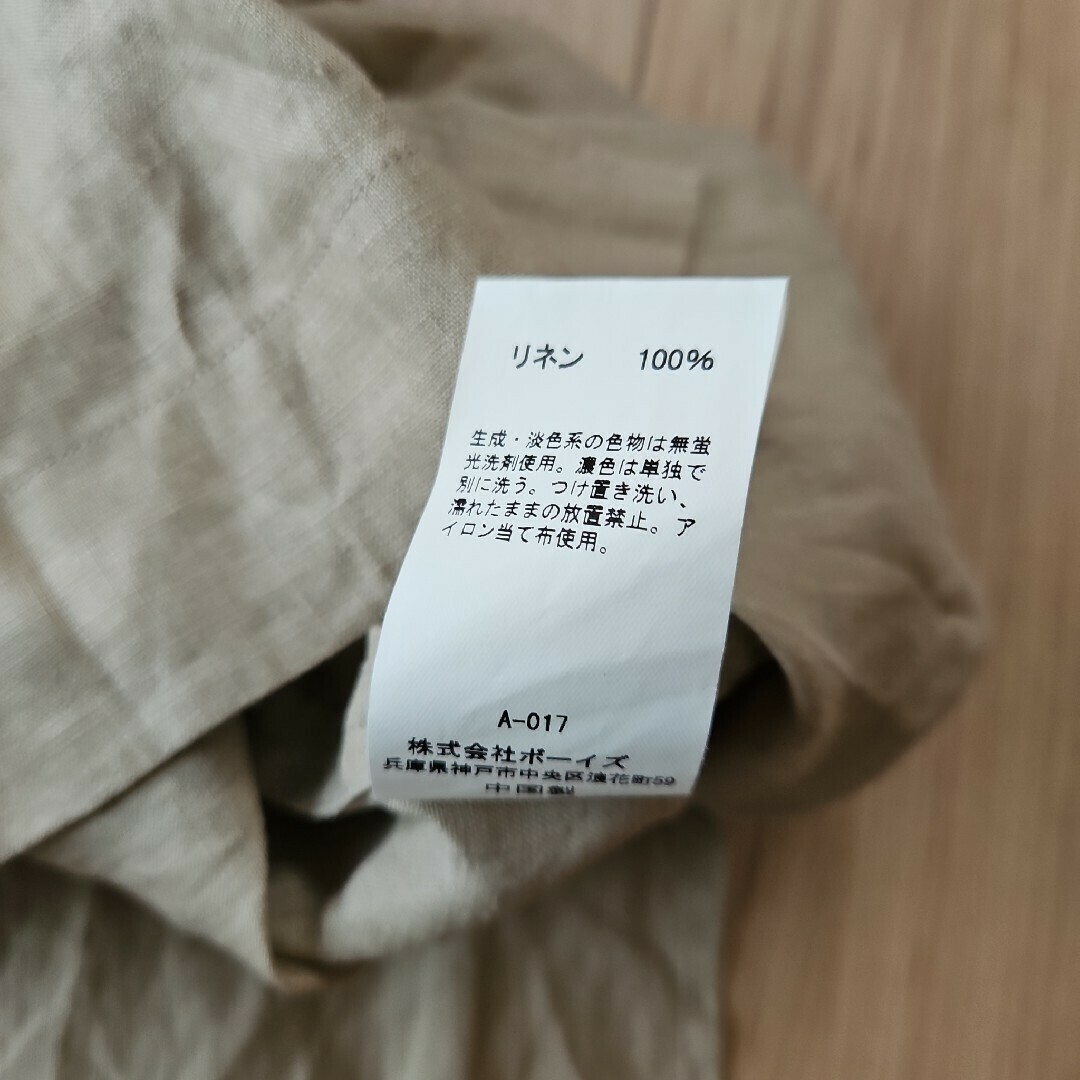 リネン 100%
生成・淡色系の色物は無蛍
光洗剤使用。濃色は単独で
別に洗う。つけ置き洗い、
濡れたままの放置禁止。ア
イロン当て布使用。
A-017
株式会社ボーイズ
兵庫県神戸市中央区浪花町59
中国製